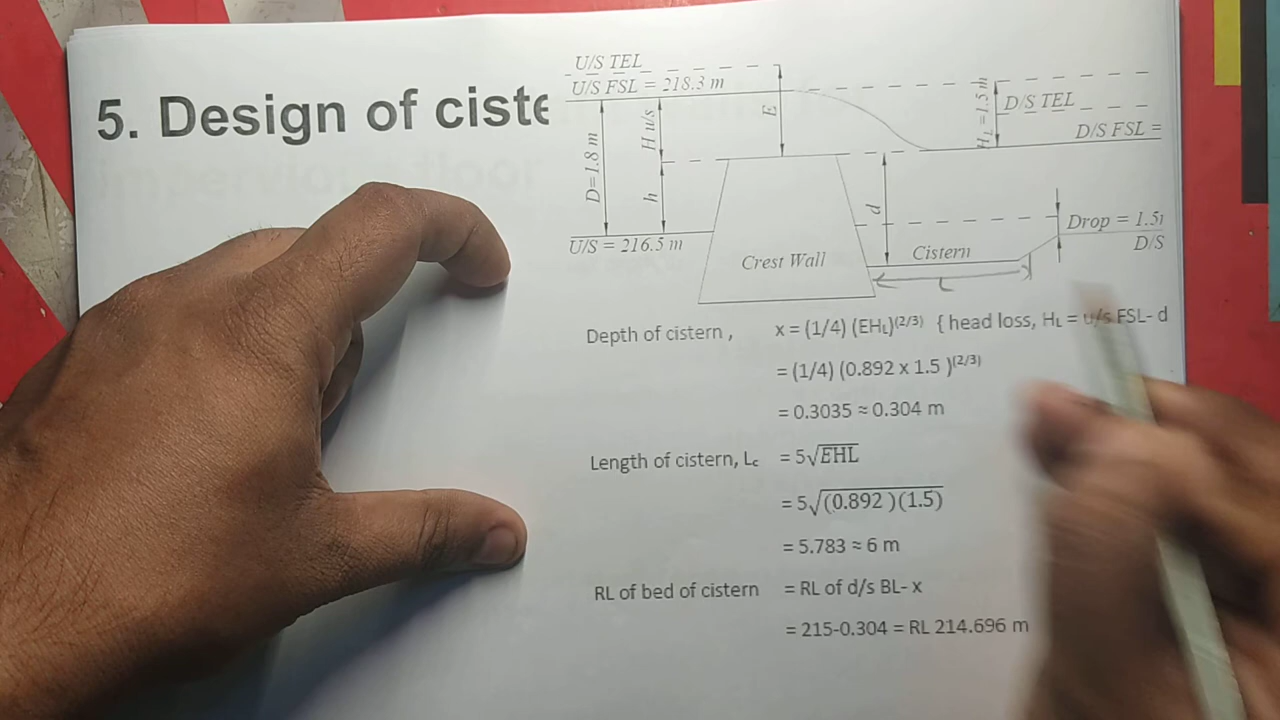 5. Design of ciste
U/S TEL
U/S FSL = 218.3 m
D=1.8 m
H u/s
h
E
HL =1.5 m
D/S TEL
D/S FSL =
d
Drop = 1.5
D/S
U/S = 216.5 m
Crest Wall
Cistern
L
Depth of cistern , x = (1/4) (EHL)(2/3) { head loss, HL = u/s FSL- d
= (1/4) (0.892 x 1.5 )(2/3)
= 0.3035 ≈ 0.304 m
Length of cistern, Lc = 5√EHL
= 5√(0.892 )(1.5)
= 5.783 ≈ 6 m
RL of bed of cistern = RL of d/s BL- x
= 215-0.304 = RL 214.696 m